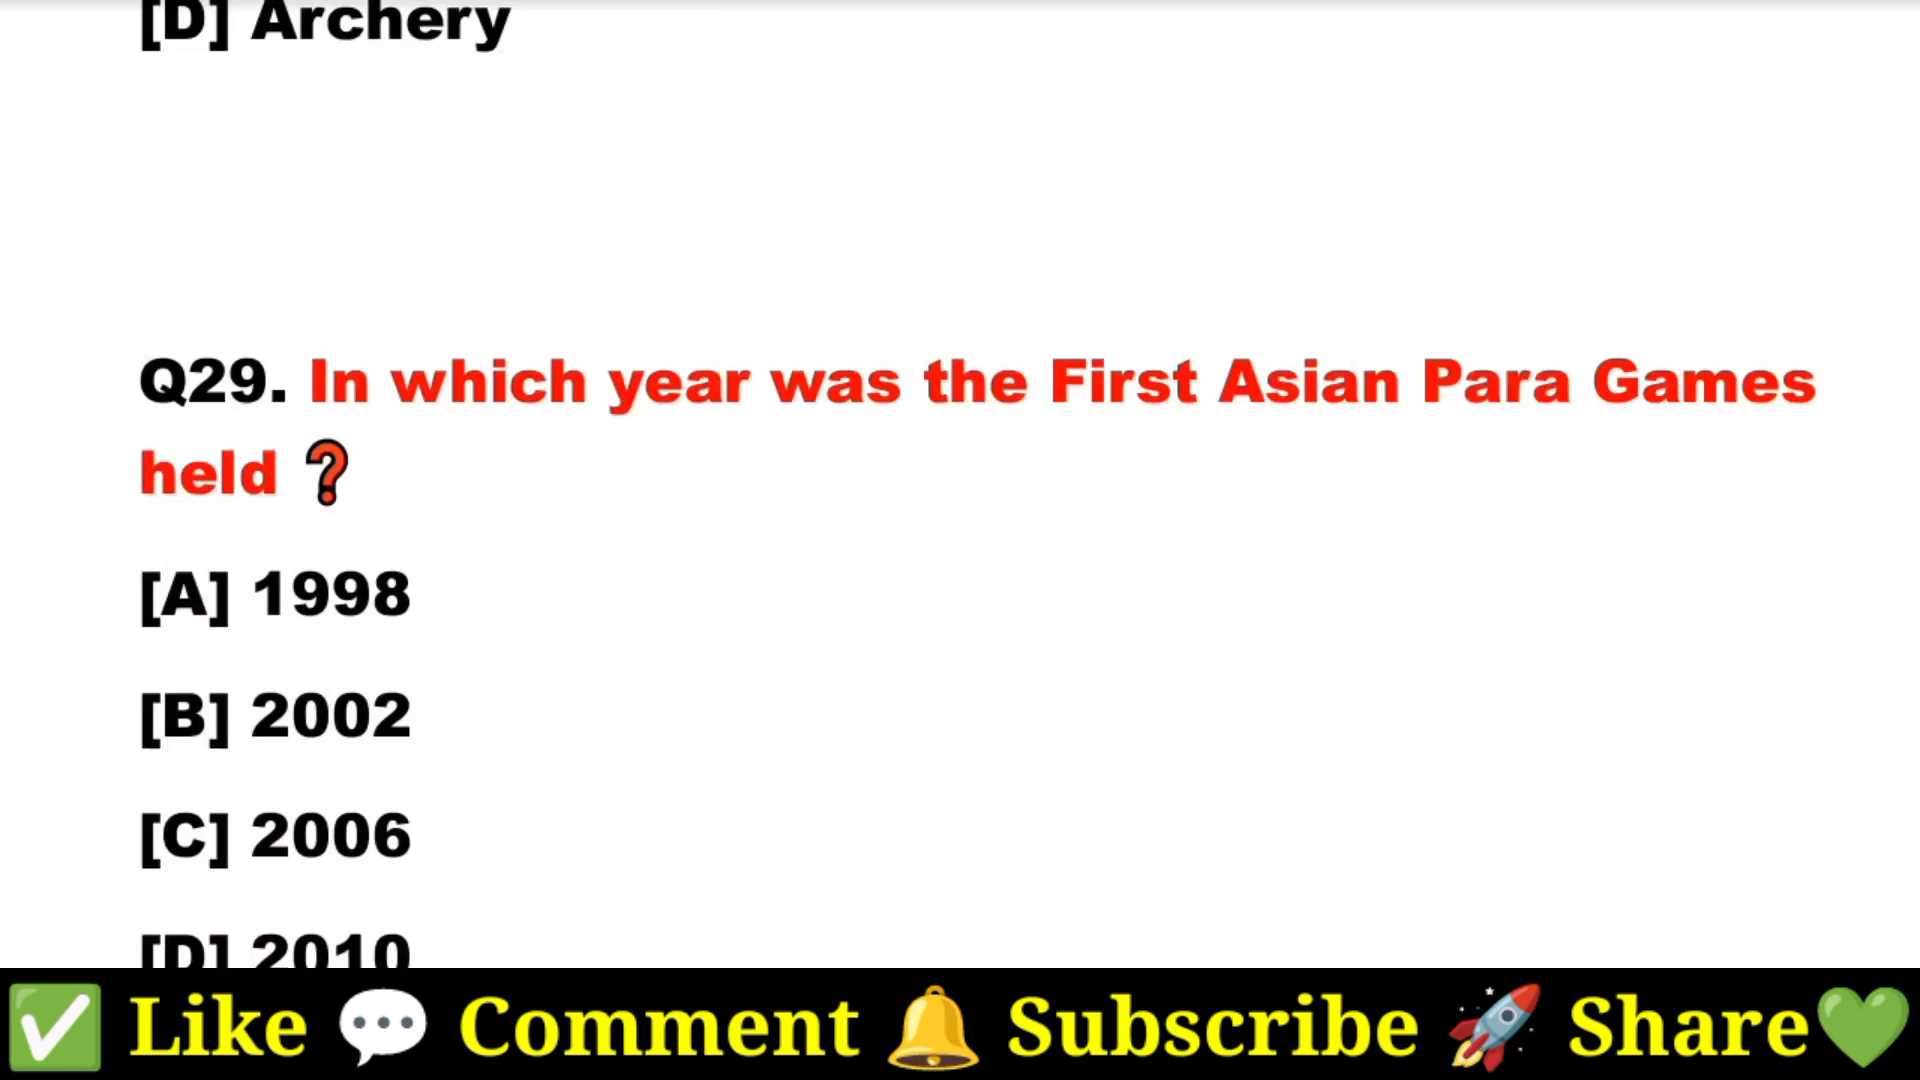 [D] Archery
Q29. In which year was the First Asian Para Games
held ❓
[A] 1998
[B] 2002
[C] 2006
[D] 2010
✅ Like 💬 Comment 🔔 Subscribe 🚀 Share💚